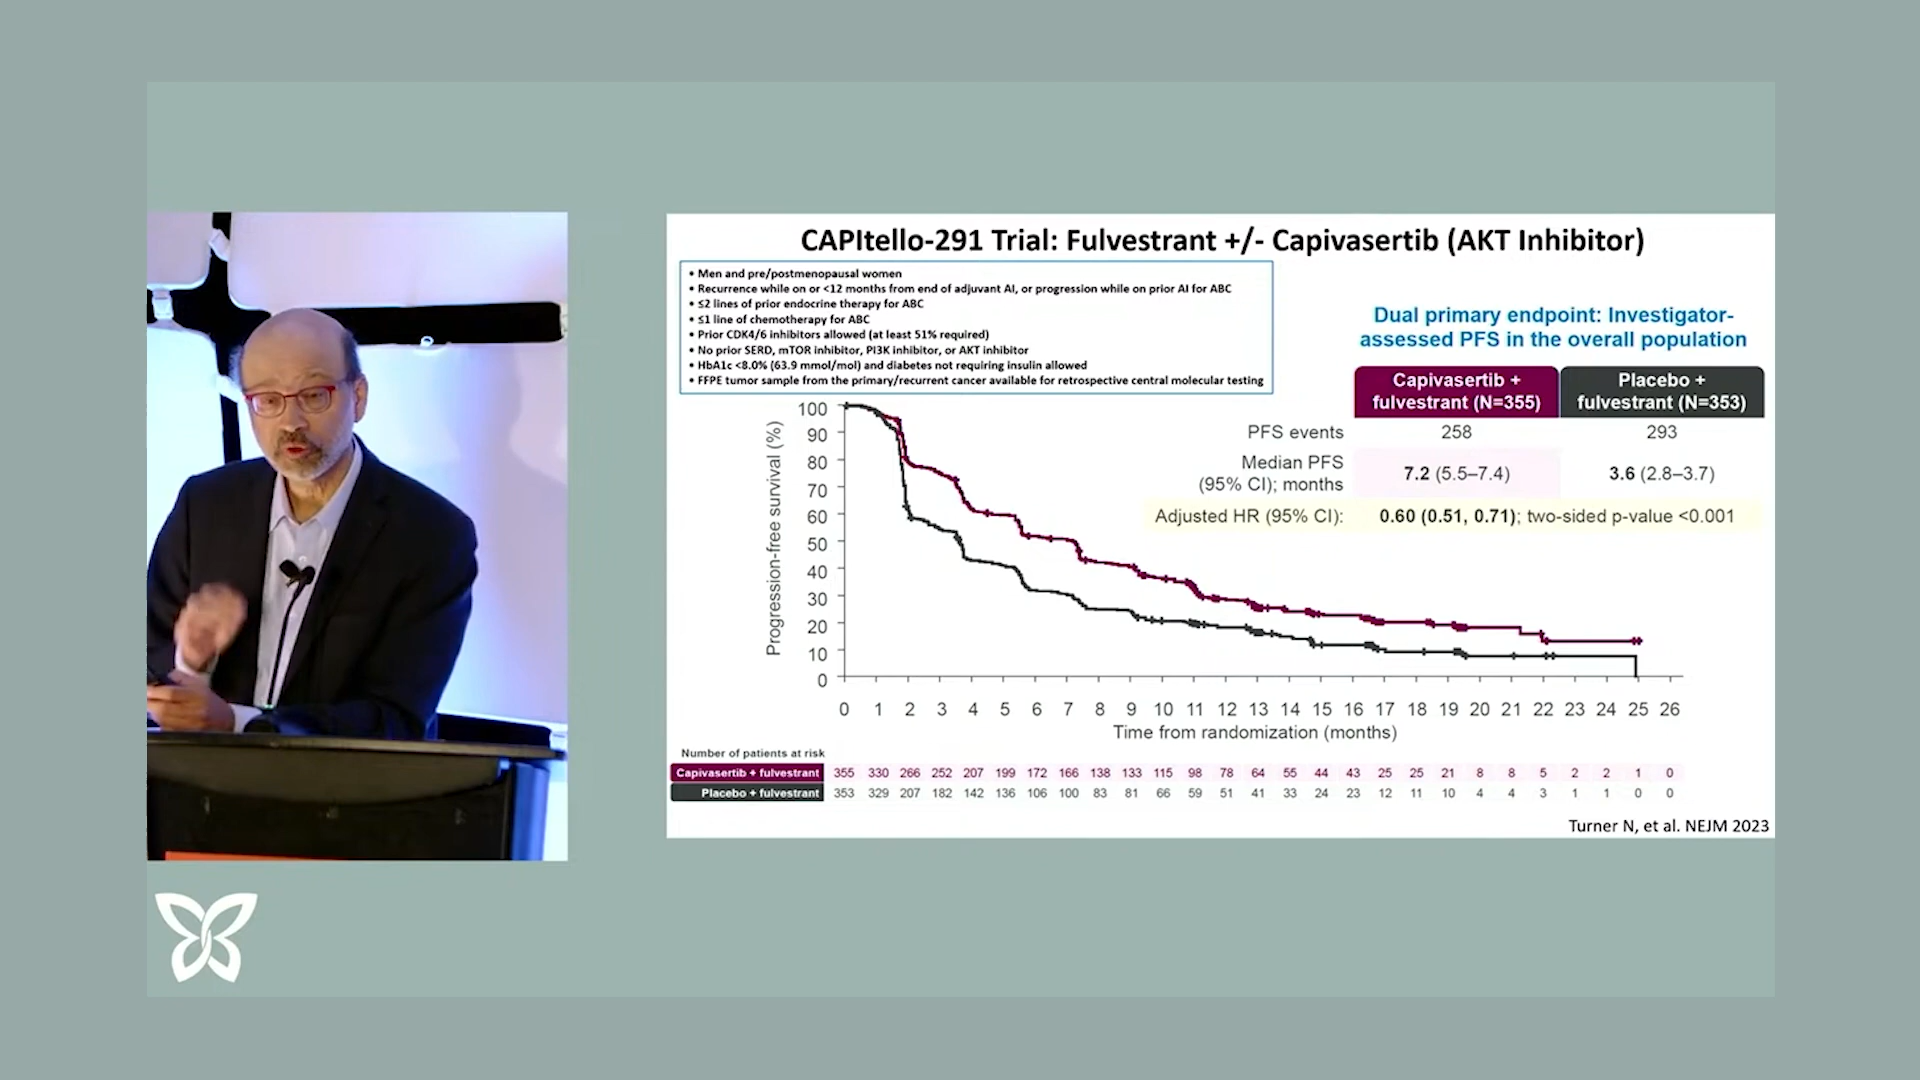 CAPItello-291 Trial: Fulvestrant +/- Capivasertib (AKT Inhibitor)
• Men and pre/postmenopausal women
• Recurrence while on or <12 months from end of adjuvant AI, or progression while on prior AI for ABC
• ≤2 lines of prior endocrine therapy for ABC
• ≤1 line of chemotherapy for ABC
• Prior CDK4/6 inhibitors allowed (at least 51% required)
• No prior SERD, mTOR inhibitor, PI3K inhibitor, or AKT inhibitor
• HbA1c <8.0% (63.9 mmol/mol) and diabetes not requiring insulin allowed
• FFPE tumor sample from the primary/recurrent cancer available for retrospective central molecular testing
Dual primary endpoint: Investigator-
assessed PFS in the overall population
Capivasertib +
fulvestrant (N=355)
Placebo +
fulvestrant (N=353)
PFS events 258 293
Median PFS
(95% CI); months 7.2 (5.5–7.4) 3.6 (2.8–3.7)
Adjusted HR (95% CI): 0.60 (0.51, 0.71); two-sided p-value <0.001
Progression-free survival (%)
100
90
80
70
60
50
40
30
20
10
0
0 1 2 3 4 5 6 7 8 9 10 11 12 13 14 15 16 17 18 19 20 21 22 23 24 25 26
Time from randomization (months)
Number of patients at risk
Capivasertib + fulvestrant 355 330 266 252 207 199 172 166 138 133 115 98 78 64 55 44 43 25 25 21 8 8 5 2 2 1 0
Placebo + fulvestrant 353 329 207 182 142 136 106 100 83 81 66 59 51 41 33 24 23 12 11 10 4 4 3 1 1 0 0
Turner N, et al. NEJM 2023